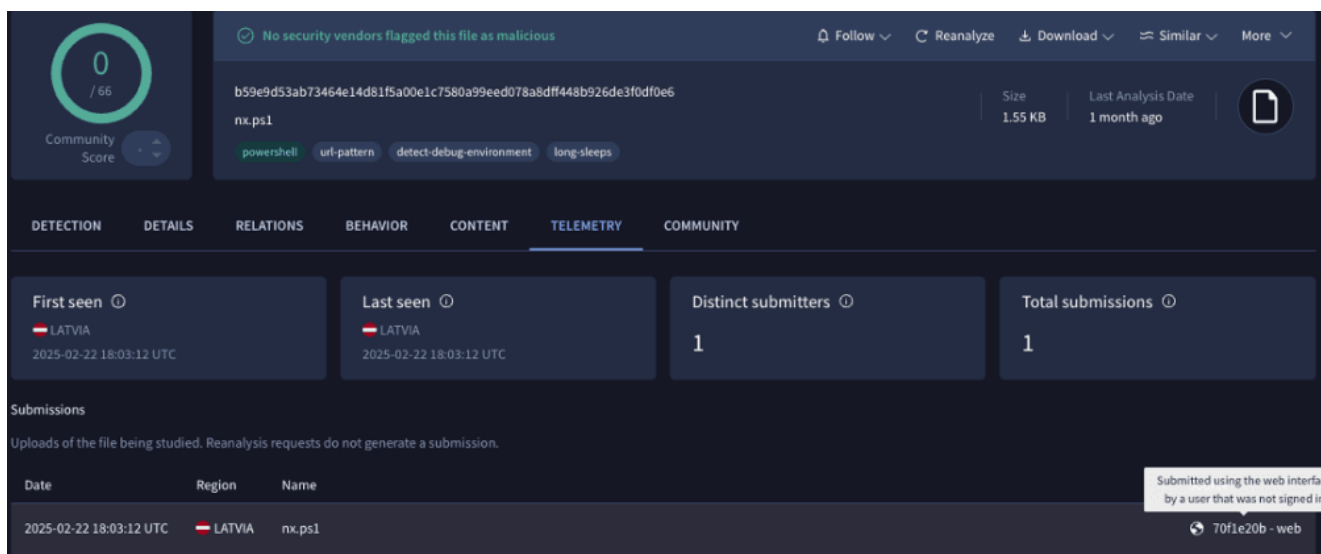 0
/ 66
Community
Score
No security vendors flagged this file as malicious
Follow
Reanalyze
Download
Similar
More
b59e9d53ab73464e14d81f5a00e1c7580a99eed078a8dff448b926de3f0df0e6
nx.ps1
powershell url-pattern detect-debug-environment long-sleeps
Size
1.55 KB
Last Analysis Date
1 month ago
DETECTION DETAILS RELATIONS BEHAVIOR CONTENT TELEMETRY COMMUNITY
First seen
LATVIA
2025-02-22 18:03:12 UTC
Last seen
LATVIA
2025-02-22 18:03:12 UTC
Distinct submitters
1
Total submissions
1
Submissions
Uploads of the file being studied. Reanalysis requests do not generate a submission.
Date Region Name
Submitted using the web interfa
by a user that was not signed i
2025-02-22 18:03:12 UTC LATVIA nx.ps1 70f1e20b - web